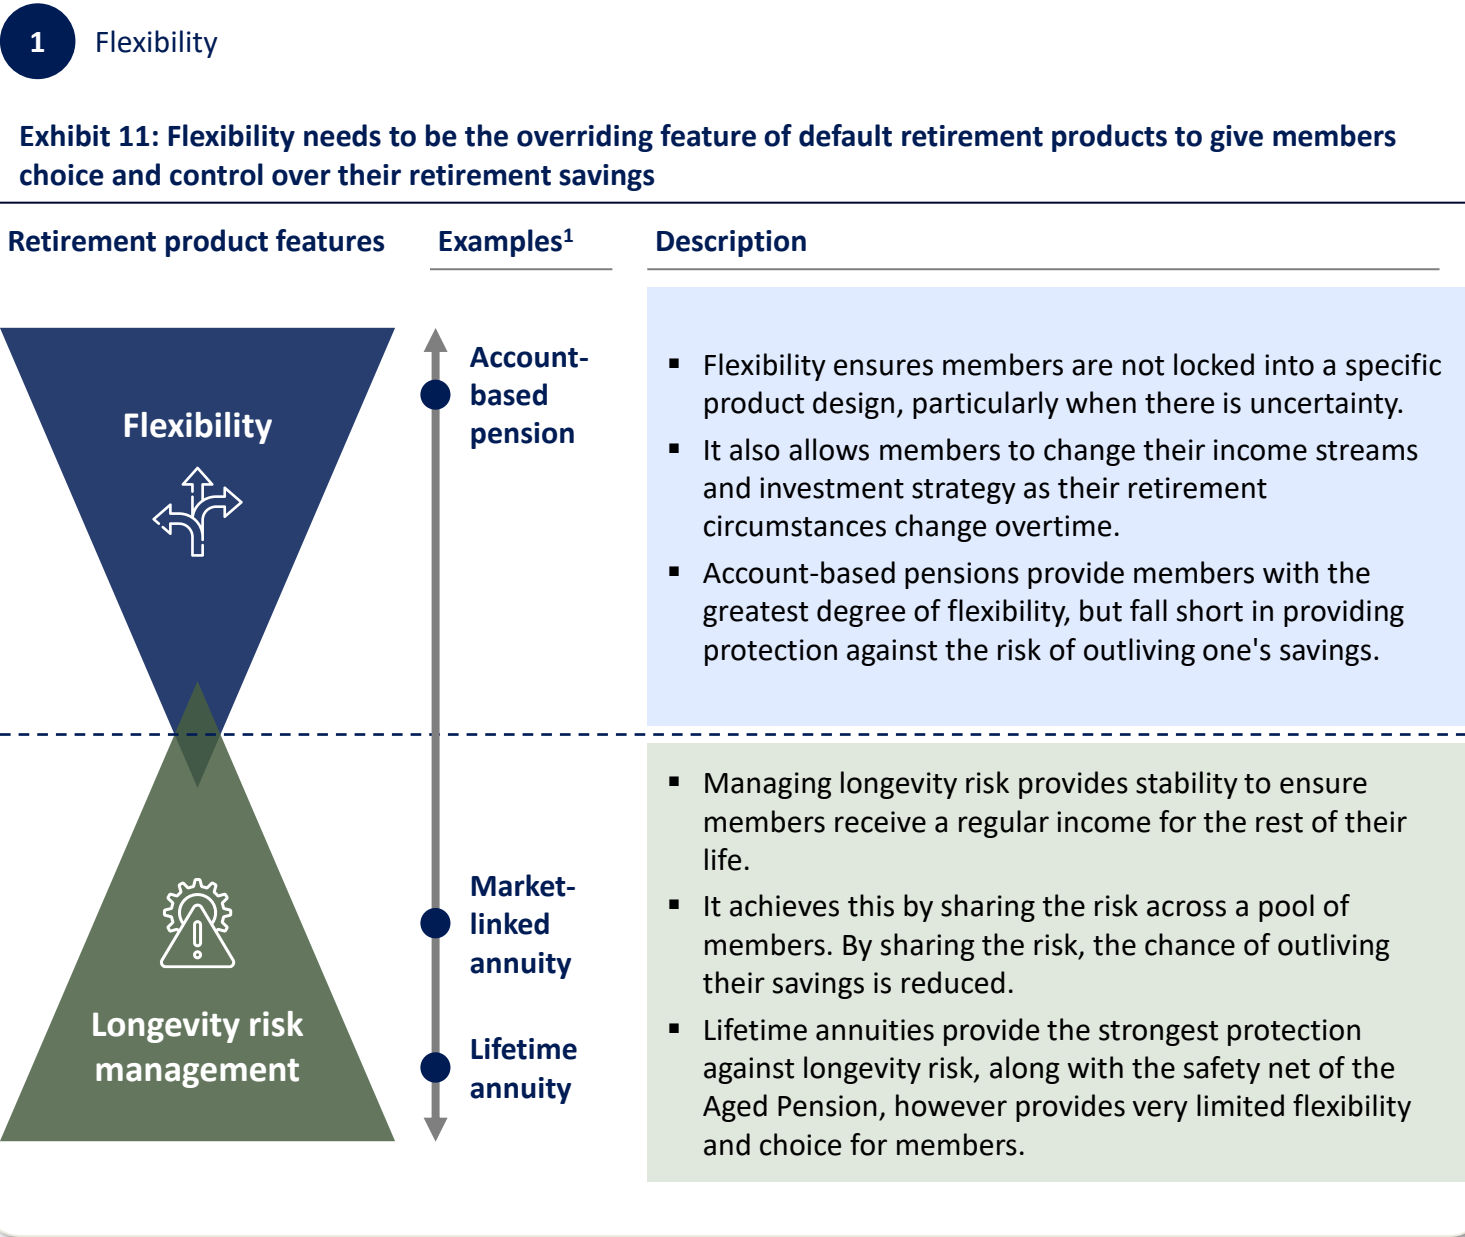 1
Flexibility
Exhibit 11: Flexibility needs to be the overriding feature of default retirement products to give members
choice and control over their retirement savings
Retirement product features
Examples¹
Description
Flexibility
Account-
based
pension
▪ Flexibility ensures members are not locked into a specific
product design, particularly when there is uncertainty.
▪ It also allows members to change their income streams
and investment strategy as their retirement
circumstances change overtime.
▪ Account-based pensions provide members with the
greatest degree of flexibility, but fall short in providing
protection against the risk of outliving one's savings.
Longevity risk
management
Market-
linked
annuity
Lifetime
annuity
▪ Managing longevity risk provides stability to ensure
members receive a regular income for the rest of their
life.
▪ It achieves this by sharing the risk across a pool of
members. By sharing the risk, the chance of outliving
their savings is reduced.
▪ Lifetime annuities provide the strongest protection
against longevity risk, along with the safety net of the
Aged Pension, however provides very limited flexibility
and choice for members.